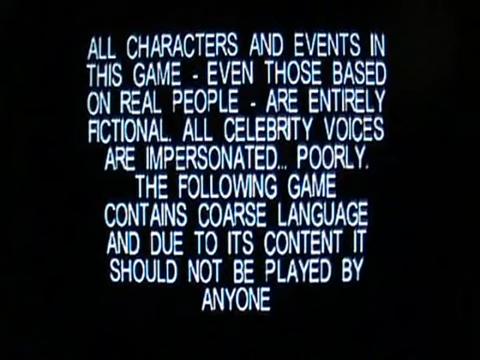 ALL CHARACTERS AND EVENTS IN
THIS GAME - EVEN THOSE BASED
ON REAL PEOPLE - ARE ENTIRELY
FICTIONAL. ALL CELEBRITY VOICES
ARE IMPERSONATED... POORLY.
THE FOLLOWING GAME
CONTAINS COARSE LANGUAGE
AND DUE TO ITS CONTENT IT
SHOULD NOT BE PLAYED BY
ANYONE